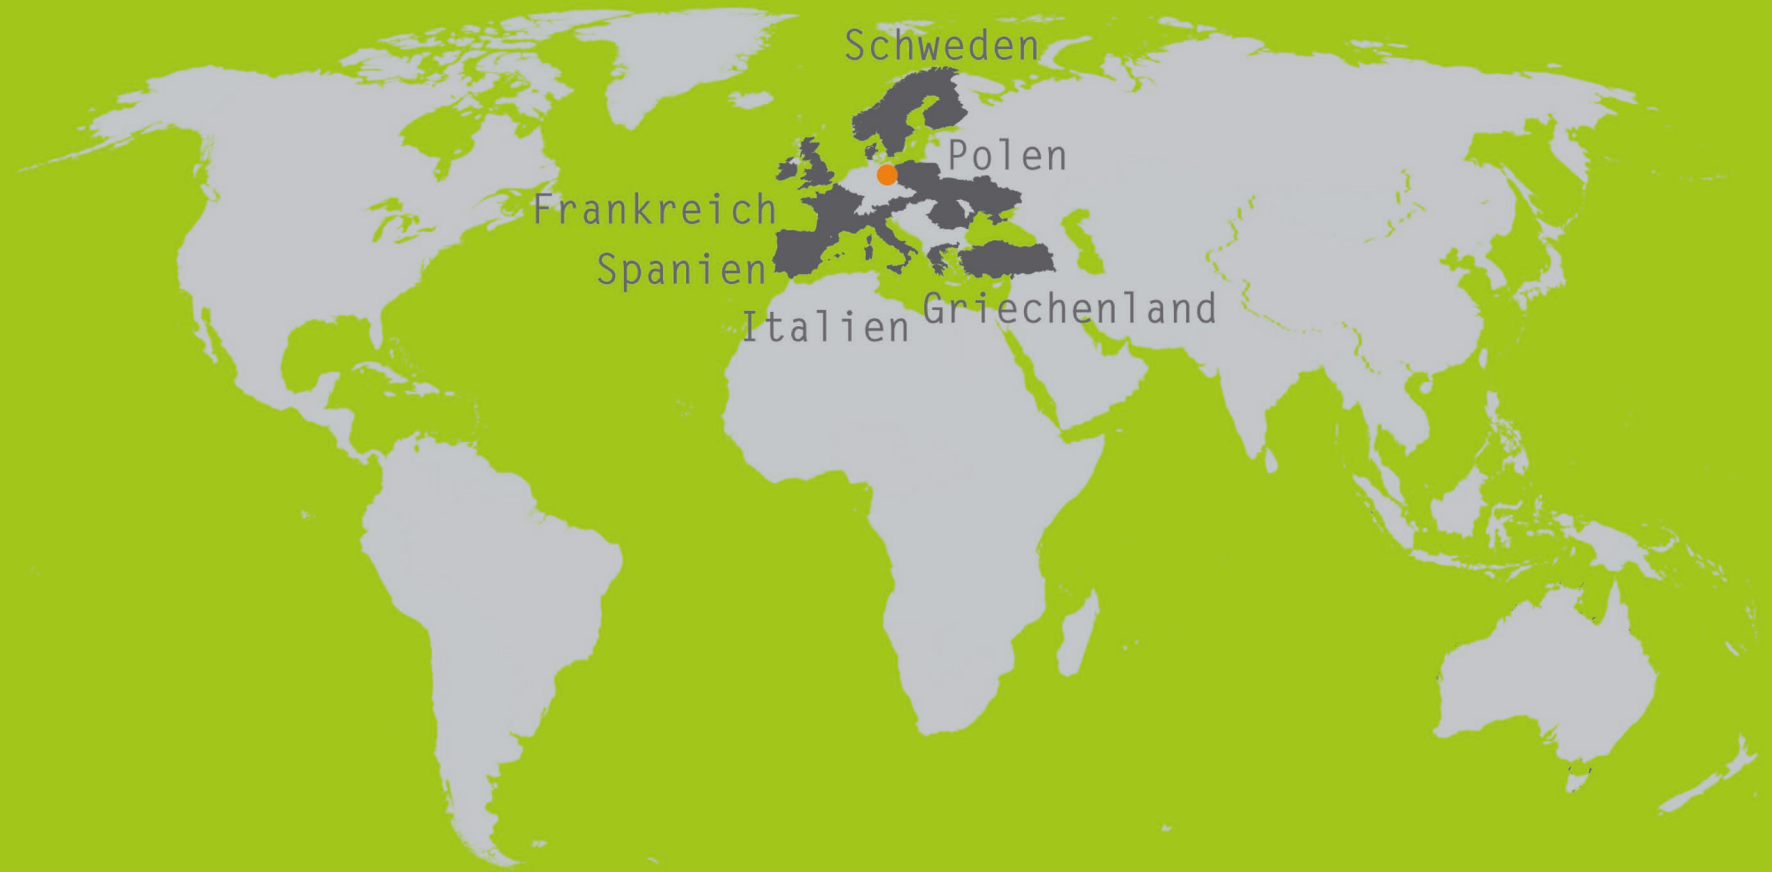 Schweden
Polen
Frankreich
Spanien
Griechenland
Italien